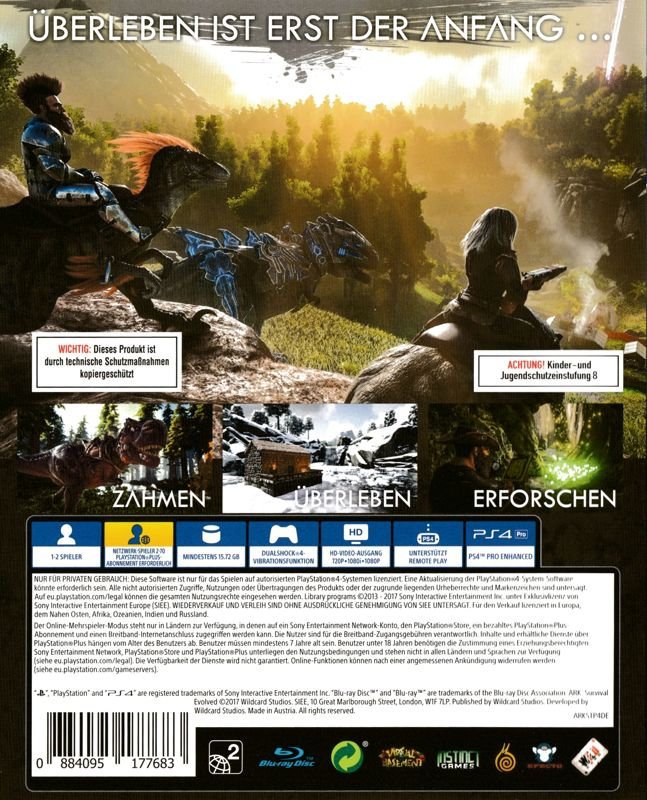 ÜBERLEBEN IST ERST DER ANFANG ...
WICHTIG: Dieses Produkt ist
durch technische Schutzmaßnahmen
kopiergeschützt
ACHTUNG! Kinder- und
Jugendschutzeinstufung 8
ZÄHMEN
ÜBERLEBEN
ERFORSCHEN
1-2 SPIELER
NETZWERK-SPIELER 2-70
PLAYSTATION®PLUS-
ABONNEMENT ERFORDERLICH
MINDESTENS 15.72 GB
DUALSHOCK®4-
VIBRATIONSFUNKTION
HD
HD-VIDEO-AUSGANG
720P•1080i•1080P
PS4
UNTERSTÜTZT
REMOTE PLAY
PS4 Pro
PS4™ PRO ENHANCED
NUR FÜR PRIVATEN GEBRAUCH: Diese Software ist nur für das Spielen auf autorisierten PlayStation®4-Systemen lizenziert. Eine Aktualisierung der PlayStation®4 System Software
könnte erforderlich sein. Alle nicht autorisierten Zugriffe, Nutzungen oder Übertragungen des Produkts oder der zugrunde liegenden Urheberrechte und Markenzeichen sind untersagt.
Auf eu.playstation.com/legal können die gesamten Nutzungsrechte eingesehen werden. Library programs ©2013 - 2017 Sony Interactive Entertainment Inc. unter Exklusivlizenz von
Sony Interactive Entertainment Europe (SIEE). WIEDERVERKAUF UND VERLEIH SIND OHNE AUSDRÜCKLICHE GENEHMIGUNG VON SIEE UNTERSAGT. Für den Verkauf lizenziert in Europa,
dem Nahen Osten, Afrika, Ozeanien, Indien und Russland.
Der Online-Mehrspieler-Modus steht nur in Ländern zur Verfügung, in denen auf ein Sony Entertainment Network-Konto, den PlayStation®Store, ein bezahltes PlayStation®Plus
Abonnement und einen Breitband-Internetanschluss zugegriffen werden kann. Die Nutzer sind für die Breitband-Zugangsgebühren verantwortlich. Inhalte und erhältliche Dienste über
PlayStation®Plus hängen vom Alter des Benutzers ab. Benutzer müssen mindestens 7 Jahre alt sein. Benutzer unter 18 Jahren benötigen die Zustimmung eines Erziehungsberechtigten
Sony Entertainment Network, PlayStation®Store und PlayStation®Plus unterliegen den Nutzungsbedingungen und stehen nicht in allen Ländern und Sprachen zur Verfügung
(siehe eu.playstation.com/legal). Die Verfügbarkeit der Dienste wird nicht garantiert. Online-Funktionen können nach einer angemessenen Ankündigung widerrufen werden
(siehe eu.playstation.com/gameservers).
"PS", "PlayStation" and "PS4" are registered trademarks of Sony Interactive Entertainment Inc. "Blu-ray Disc™" and "Blu-ray™" are trademarks of the Blu-ray Disc Association. ARK: Survival
Evolved ©2017 Wildcard Studios. SIEE, 10 Great Marlborough Street, London, W1F 7LP. Published by Wildcard Studios. Developed by
Wildcard Studios. Made in Austria. All rights reserved.
ARKS1P4DE
0 884095 177683
2
Blu-ray Disc
VIRTUAL BASEMENT
INSTINCT GAMES
EFECTO